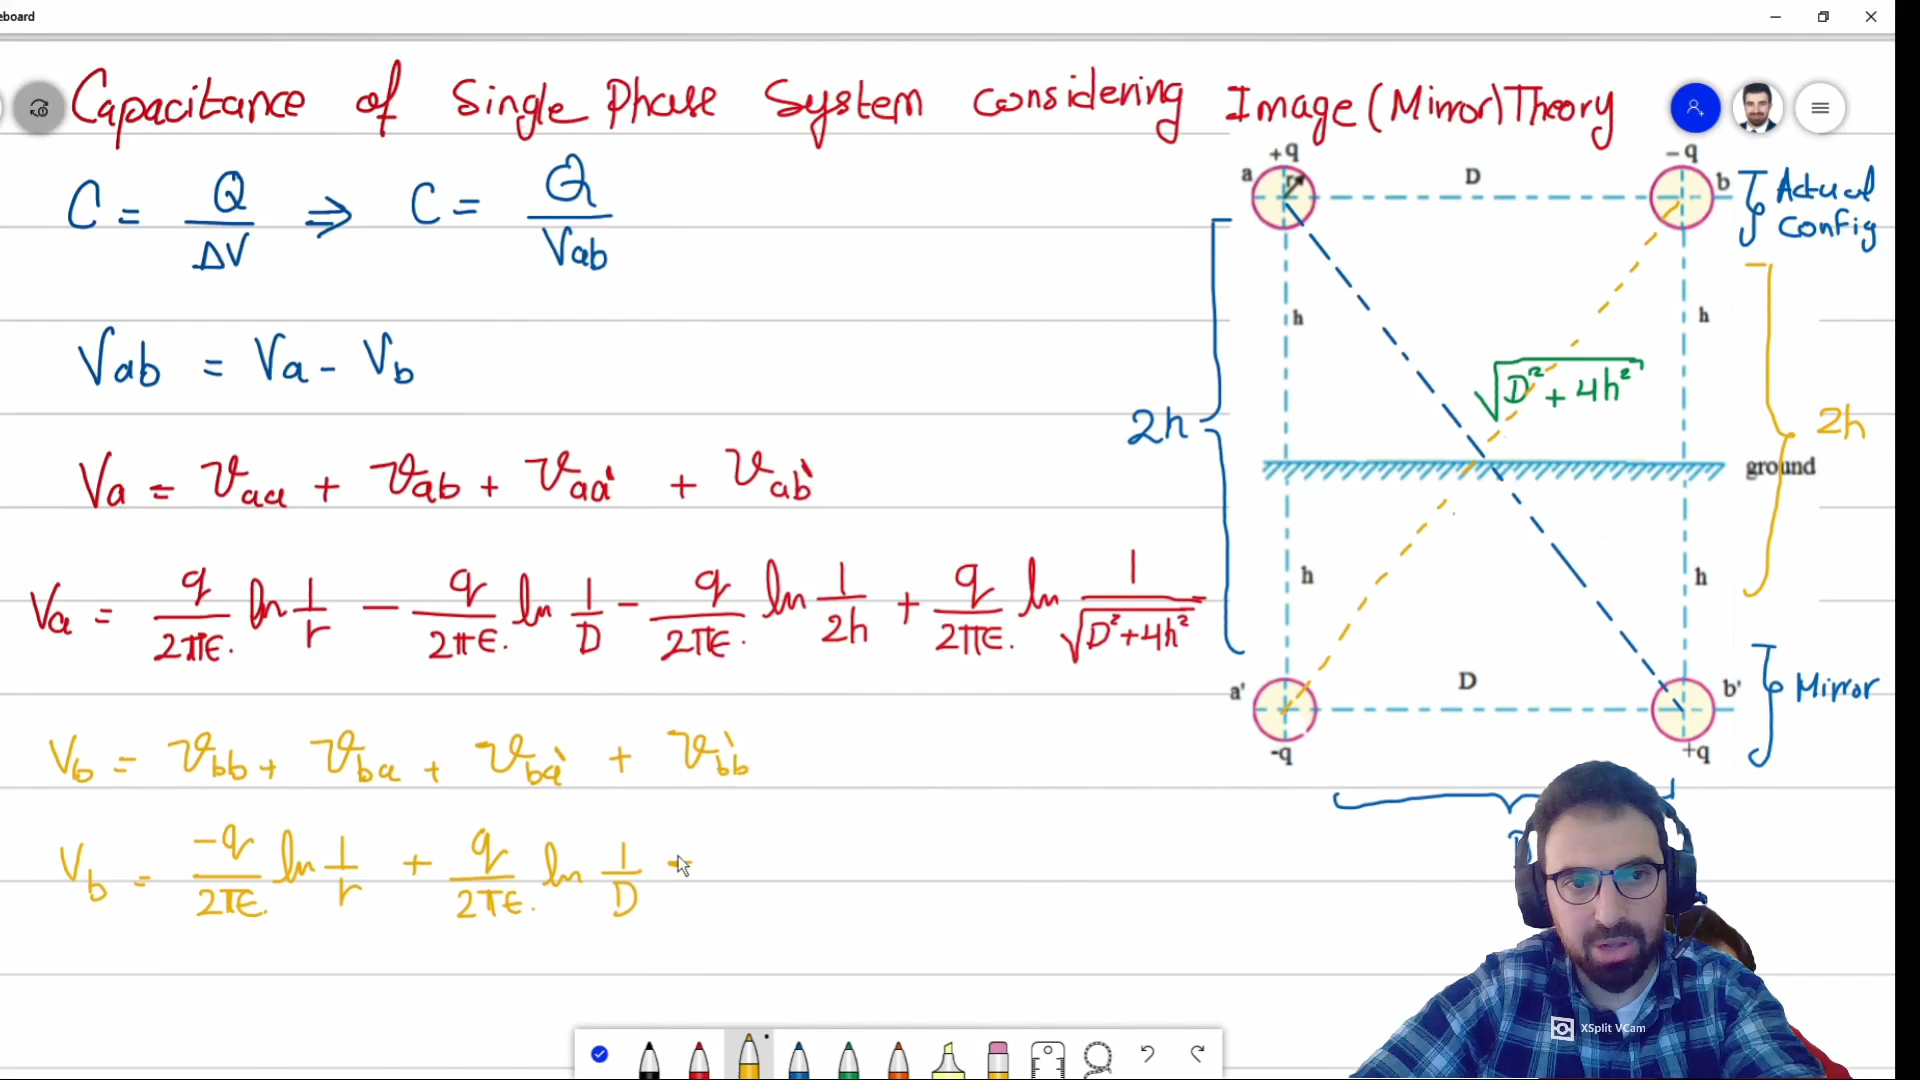 eboard
Capacitance of Single Phase System considering Image (Mirror) Theory
C = Q/ΔV ⇒ C = Q/Vab
Vab = Va - Vb
Va = Vaa + Vab + Vaa' + Vab'
Va = q/2πε. ln 1/r - q/2πε. ln 1/D - q/2πε. ln 1/2h + q/2πε. ln 1/√D²+4h²
Vb = Vbb + Vba + Vba' + Vbb'
Vb = -q/2πε. ln 1/r + q/2πε. ln 1/D -
+q
-q
a
r
D
b
Actual
Config
h
h
√D²+4h²
2h
2h
ground
h
h
a'
D
b'
Mirror
-q
+q
XSplit VCam